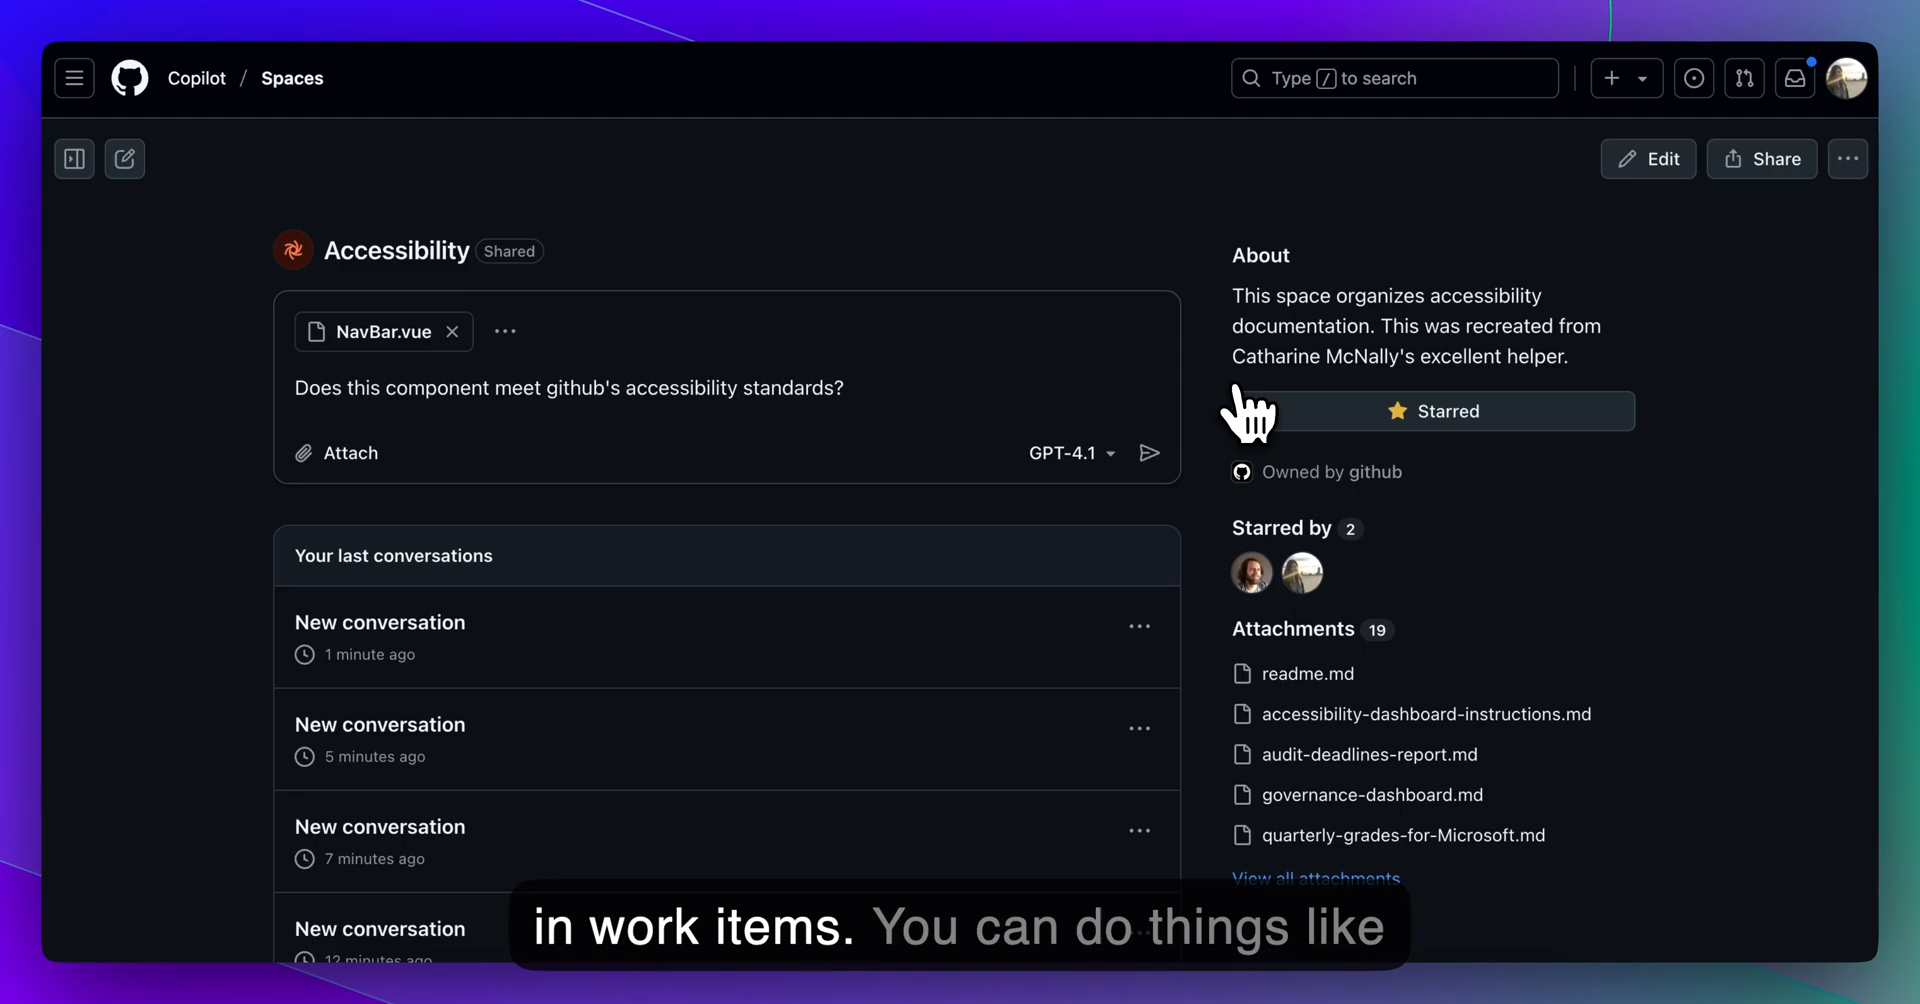 Copilot / Spaces
Type / to search
Edit
Share
Accessibility Shared
NavBar.vue
Does this component meet github's accessibility standards?
Attach
GPT-4.1
Your last conversations
New conversation
1 minute ago
New conversation
5 minutes ago
New conversation
7 minutes ago
New conversation
12 minutes ago
About
This space organizes accessibility
documentation. This was recreated from
Catharine McNally's excellent helper.
Starred
Owned by github
Starred by 2
Attachments 19
readme.md
accessibility-dashboard-instructions.md
audit-deadlines-report.md
governance-dashboard.md
quarterly-grades-for-Microsoft.md
View all attachments
in work items. You can do things like